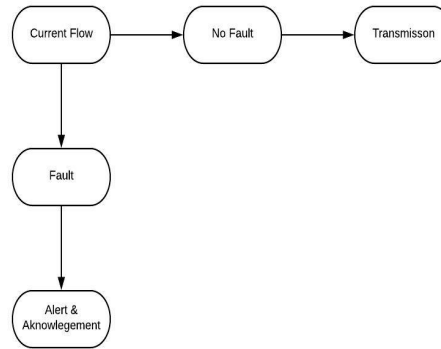 Current Flow
No Fault
Transmisson
Fault
Alert &
Aknowlegement